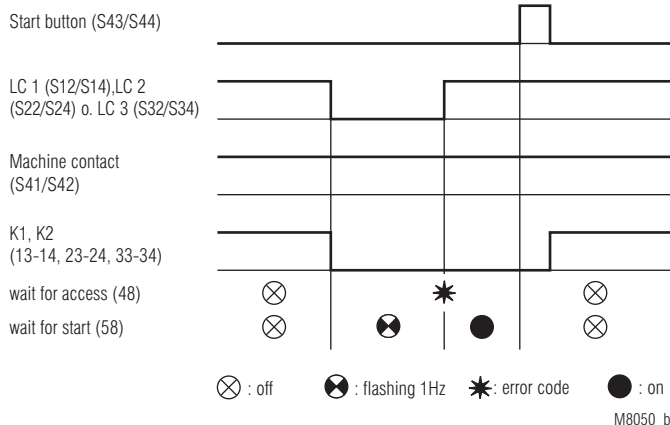 Start button (S43/S44)
LC 1 (S12/S14),LC 2
(S22/S24) o. LC 3 (S32/S34)
Machine contact
(S41/S42)
K1, K2
(13-14, 23-24, 33-34)
wait for access (48)
wait for start (58)
: off : flashing 1Hz : error code : on
M8050_b